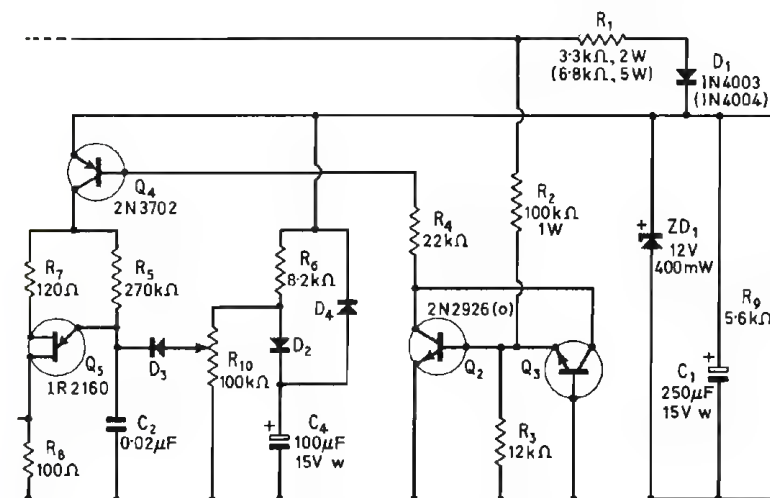 R1
3·3kΩ, 2W
(6·8kΩ, 5W)
D1
1N4003
(1N4004)
Q4
2N3702
R2
100kΩ
1W
R4
22kΩ
ZD1
12V
400mW
R7
120Ω
R5
270kΩ
R6
8·2kΩ
D4
2N2926(o)
R9
5·6kΩ
Q5
1R2160
D3
R10
100kΩ
D2
Q2
Q3
C1
250μF
15V w
C2
0·02μF
C4
100μF
15V w
R3
12kΩ
R8
100Ω
+
+
+